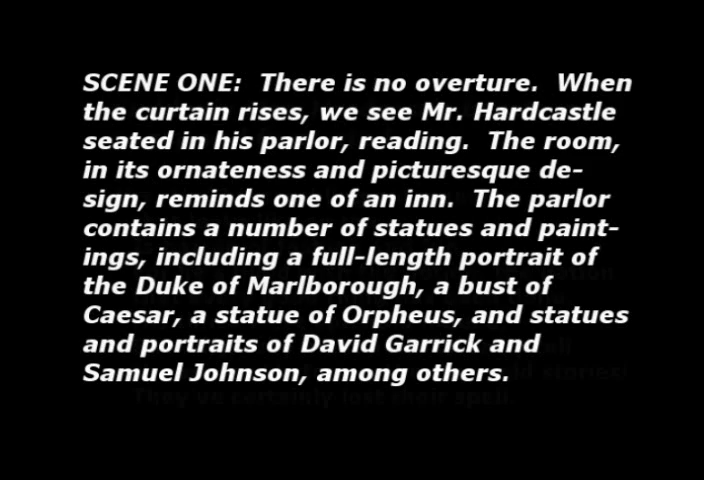 SCENE ONE:  There is no overture.  When
the curtain rises, we see Mr. Hardcastle
seated in his parlor, reading.  The room,
in its ornateness and picturesque de-
sign, reminds one of an inn.  The parlor
contains a number of statues and paint-
ings, including a full-length portrait of
the Duke of Marlborough, a bust of
Caesar, a statue of Orpheus, and statues
and portraits of David Garrick and
Samuel Johnson, among others.